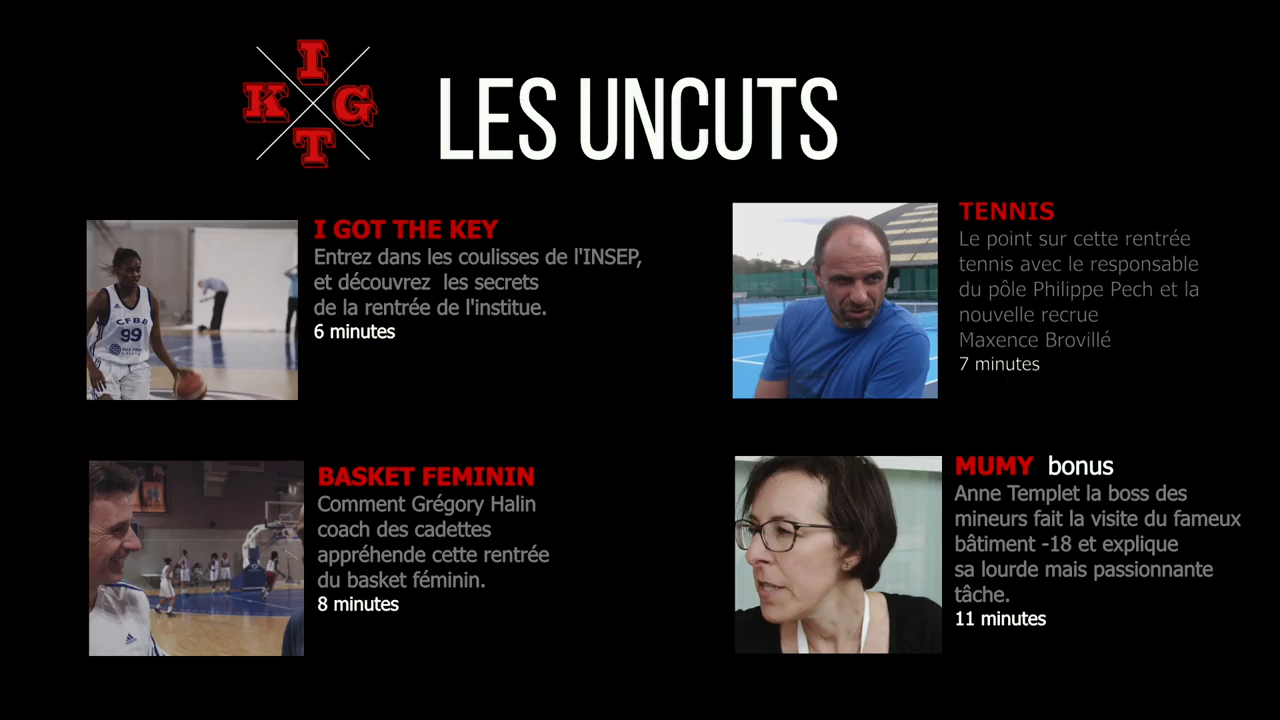 I
K G
T
LES UNCUTS
I GOT THE KEY
Entrez dans les coulisses de l'INSEP,
et découvrez  les secrets
de la rentrée de l'institue.
6 minutes
CFBB
99
TENNIS
Le point sur cette rentrée
tennis avec le responsable
du pôle Philippe Pech et la
nouvelle recrue
Maxence Brovillé
7 minutes
BASKET FEMININ
Comment Grégory Halin
coach des cadettes
appréhende cette rentrée
du basket féminin.
8 minutes
MUMY bonus
Anne Templet la boss des
mineurs fait la visite du fameux
bâtiment -18 et explique
sa lourde mais passionnante
tâche.
11 minutes